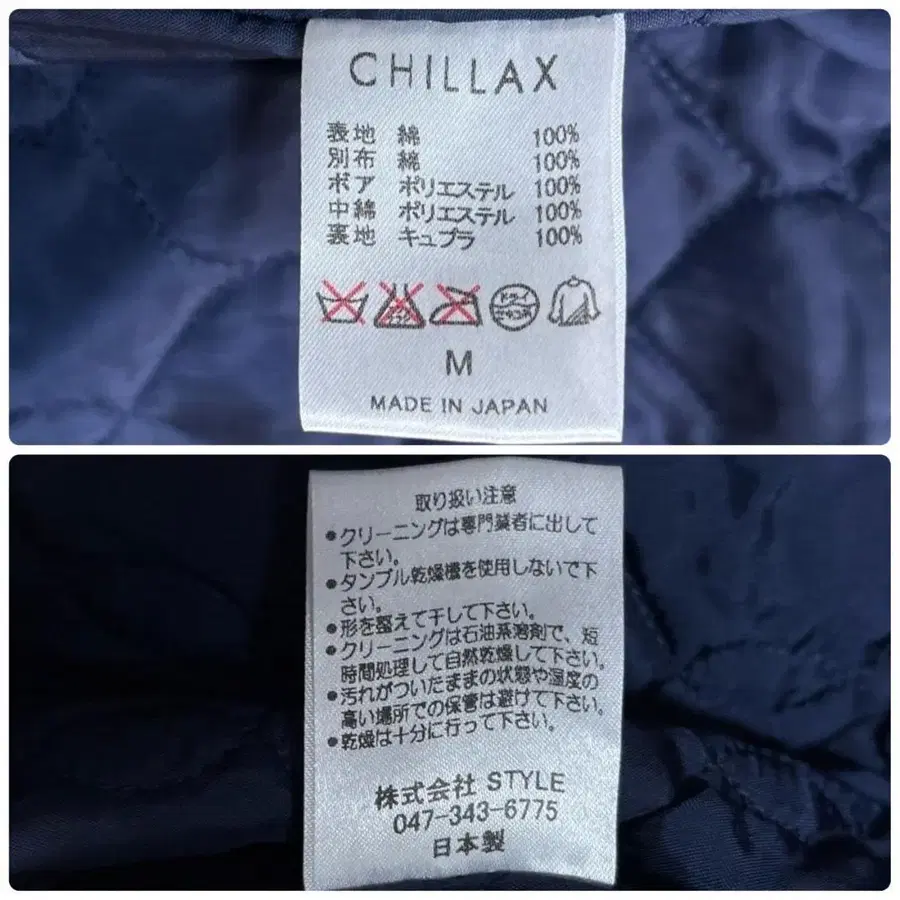 CHILLAX
表地 綿 100%
別布 綿 100%
ボア ポリエステル 100%
中綿 ポリエステル 100%
裏地 キュプラ 100%
ドライ
セキユ系
M
MADE IN JAPAN
取り扱い注意
●クリーニングは専門業者に出して
下さい。
●タンブル乾燥機を使用しないで下
さい。
●形を整えて干して下さい。
●クリーニングは石油系溶剤で、短
時間処理して自然乾燥して下さい。
●汚れがついたままの状態や湿度の
高い場所での保管は避けて下さい。
●乾燥は十分に行って下さい。
株式会社 STYLE
047-343-6775
日本製